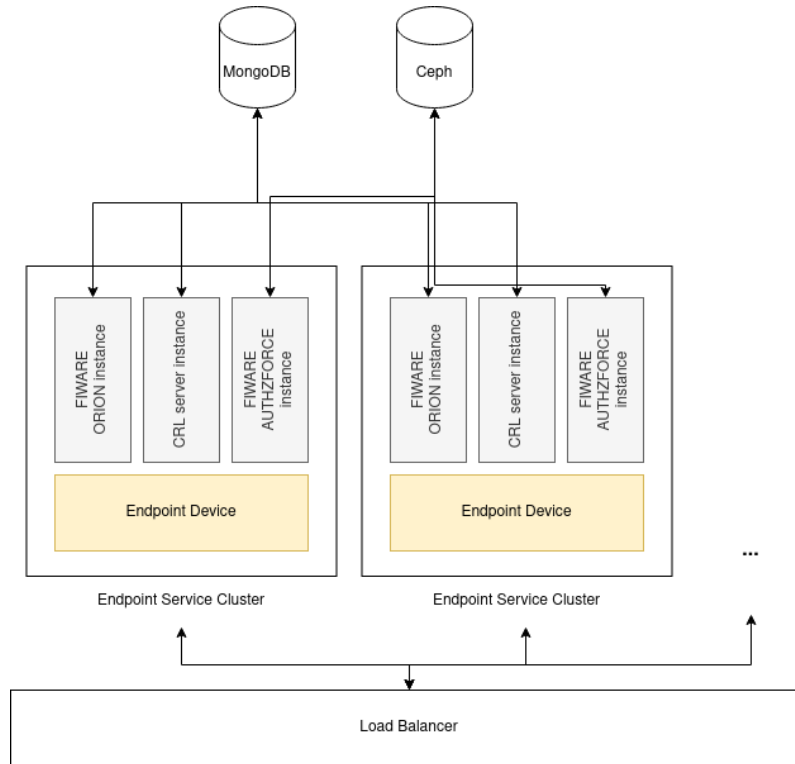 MongoDB
Ceph
FIWARE
ORION instance
CRL server instance
FIWARE
AUTHZFORCE
instance
FIWARE
ORION instance
CRL server instance
FIWARE
AUTHZFORCE
instance
Endpoint Device
Endpoint Device
...
Endpoint Service Cluster
Endpoint Service Cluster
Load Balancer